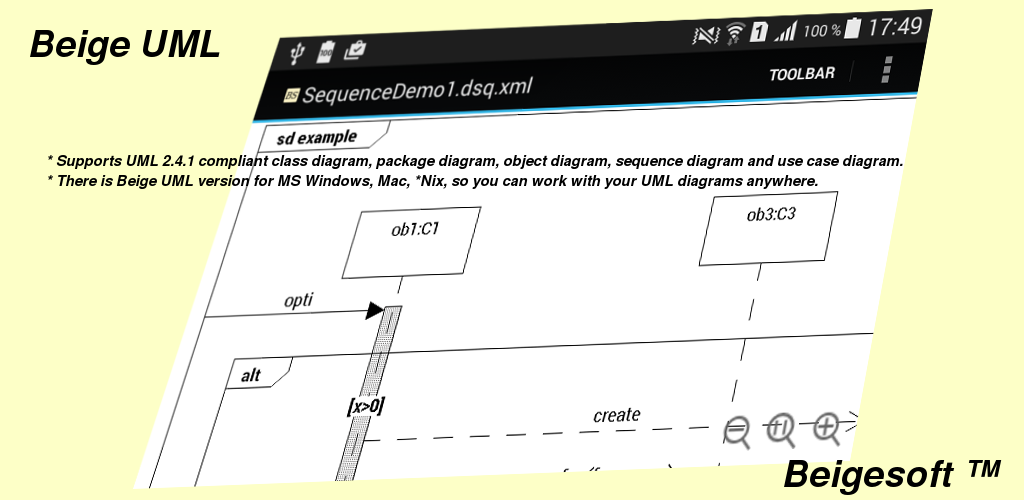 Beige UML
100
1
100 %
17:49
BS
SequenceDemo1.dsq.xml
TOOLBAR
sd example
* Supports UML 2.4.1 compliant class diagram, package diagram, object diagram, sequence diagram and use case diagram.
* There is Beige UML version for MS Windows, Mac, *Nix, so you can work with your UML diagrams anywhere.
ob1:C1
ob3:C3
opti
alt
[x>0]
create
Beigesoft ™